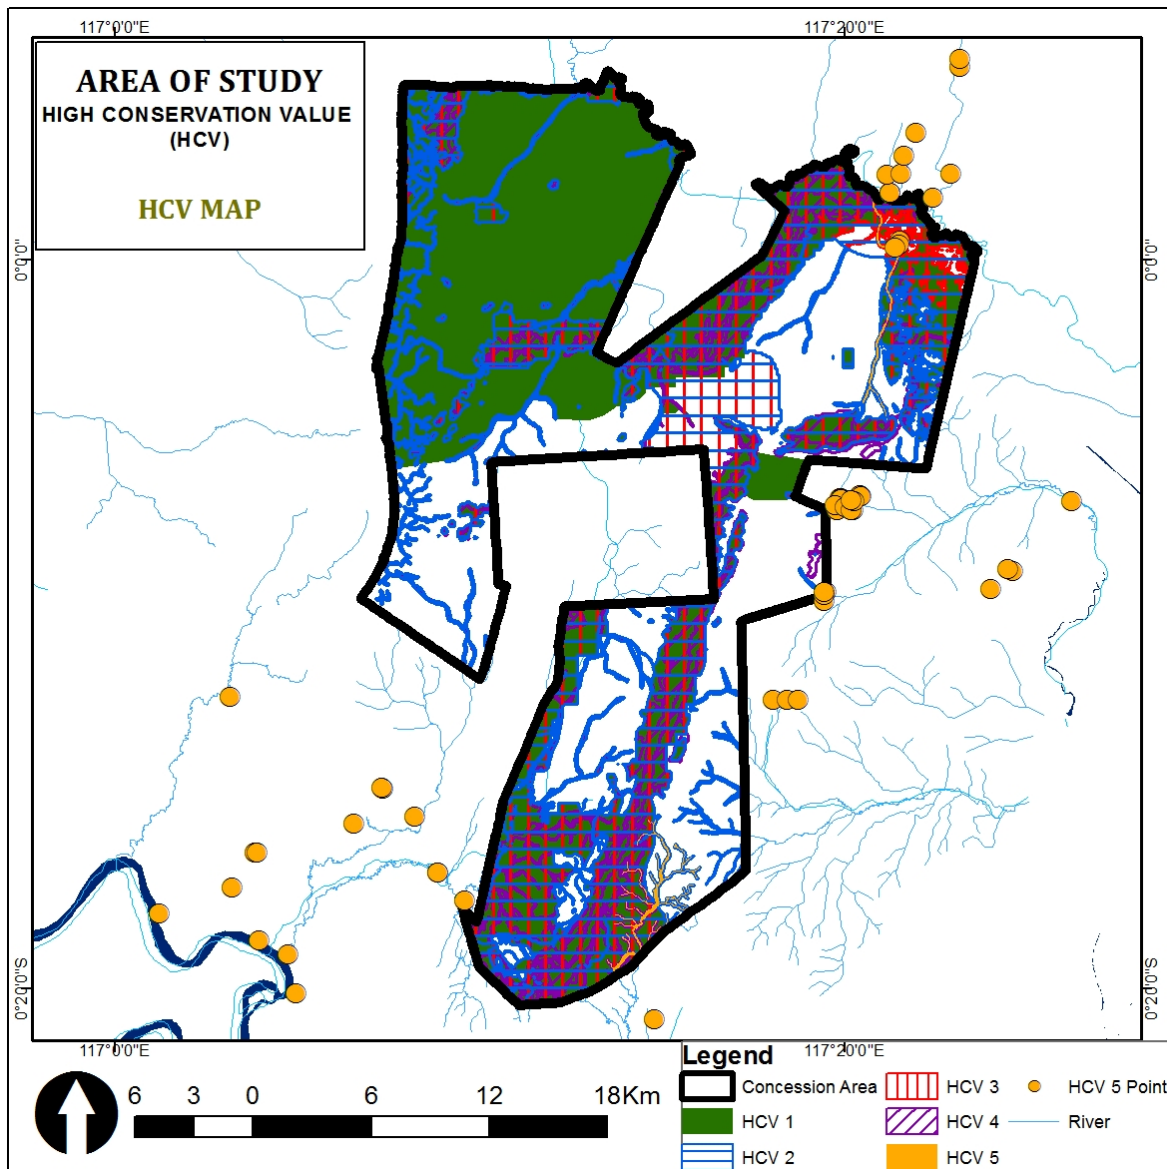 117°0'0"E
117°20'0"E
AREA OF STUDY
HIGH CONSERVATION VALUE
(HCV)
HCV MAP
0°0'0"
0°0'0"
0°20'0"S
0°20'0"S
117°0'0"E
117°20'0"E
6 3 0 6 12 18Km
Legend
Concession Area
HCV 1
HCV 2
HCV 3
HCV 4
HCV 5
HCV 5 Point
River